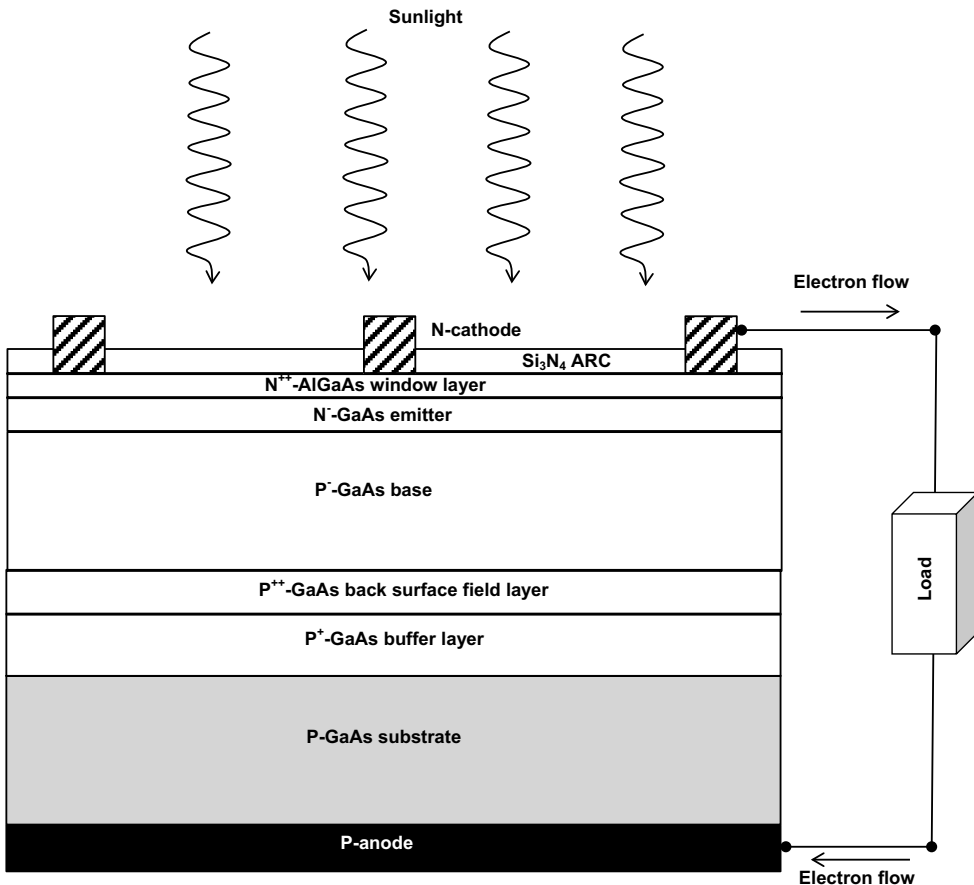 Sunlight
Electron flow
N-cathode
Si₃N₄ ARC
N⁺⁺-AlGaAs window layer
N⁻-GaAs emitter
P⁻-GaAs base
Load
P⁺⁺-GaAs back surface field layer
P⁺-GaAs buffer layer
P-GaAs substrate
P-anode
Electron flow